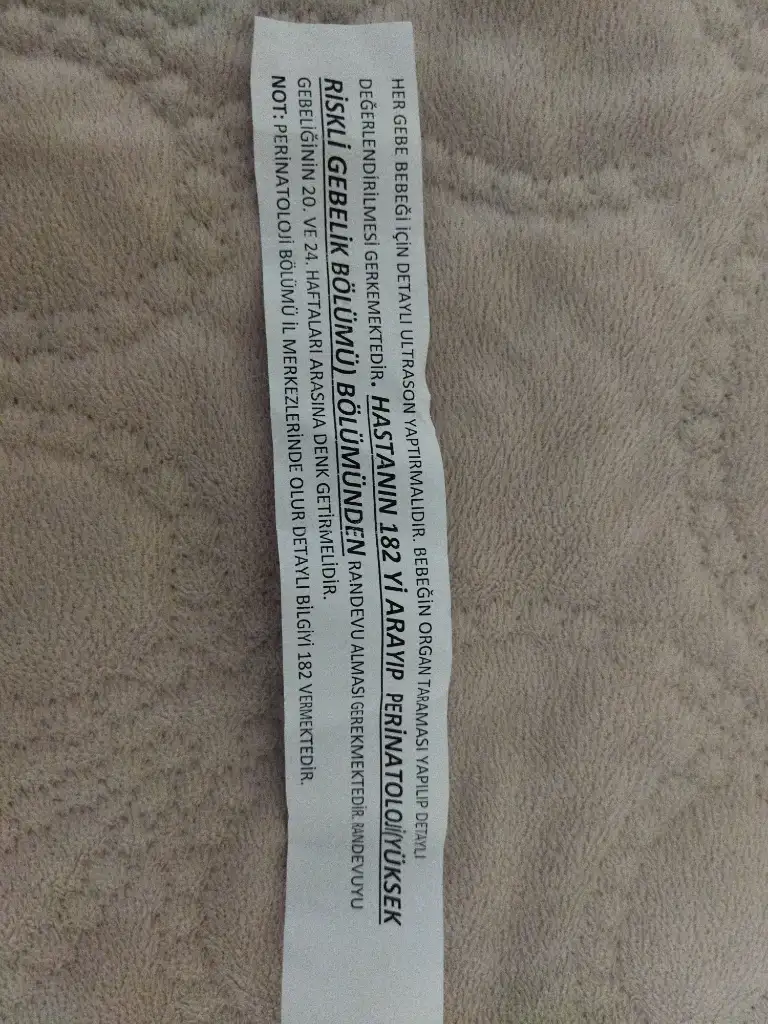 HER GEBE BEBEĞİ İÇİN DETAYLI ULTRASON YAPTIRMALIDIR. BEBEĞİN ORGAN TARAMASI YAPILIP DETAYLI
DEĞERLENDİRİLMESİ GERKEMEKTEDİR. HASTANIN 182 Yİ ARAYIP PERİNATOLOJİ(YÜKSEK
RİSKLİ GEBELİK BÖLÜMÜ) BÖLÜMÜNDEN RANDEVU ALMASI GEREKMEKTEDİR. RANDEVUYU
GEBELİĞİNİN 20. VE 24. HAFTALARI ARASINA DENK GETİRMELİDİR.
NOT: PERİNATOLOJİ BÖLÜMÜ İL MERKEZLERİNDE OLUR DETAYLI BİLGİYİ 182 VERMEKTEDİR.